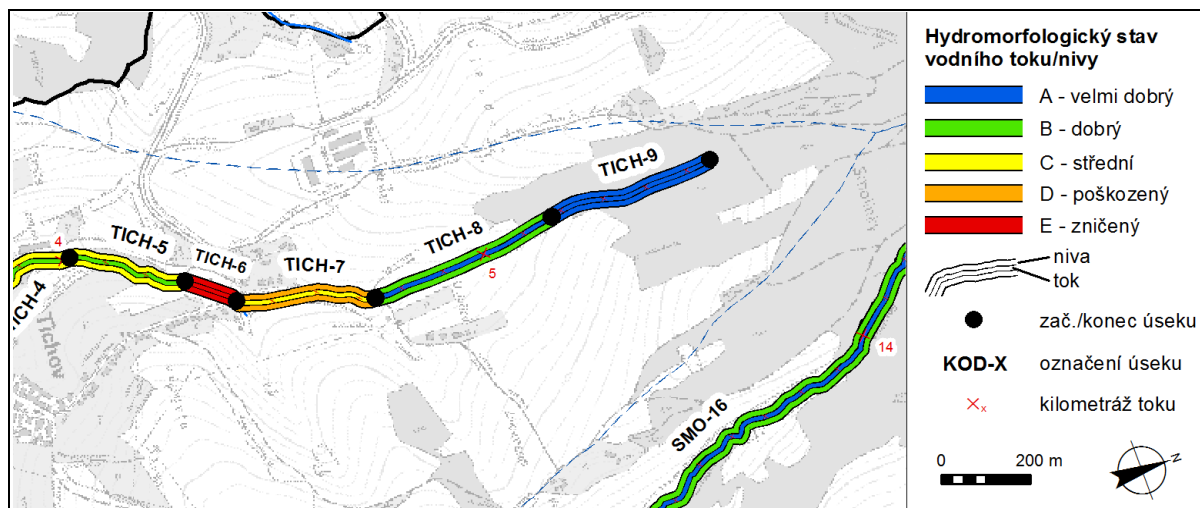 TICH-9
TICH-8
TICH-5
TICH-6
TICH-7
4
5
Tichov
14
SMO-16
Hydromorfologický stav
vodního toku/nivy
A - velmi dobrý
B - dobrý
C - střední
D - poškozený
E - zničený
niva
tok
zač./konec úseku
KOD-X
označení úseku
x
kilometráž toku
0
200 m
N